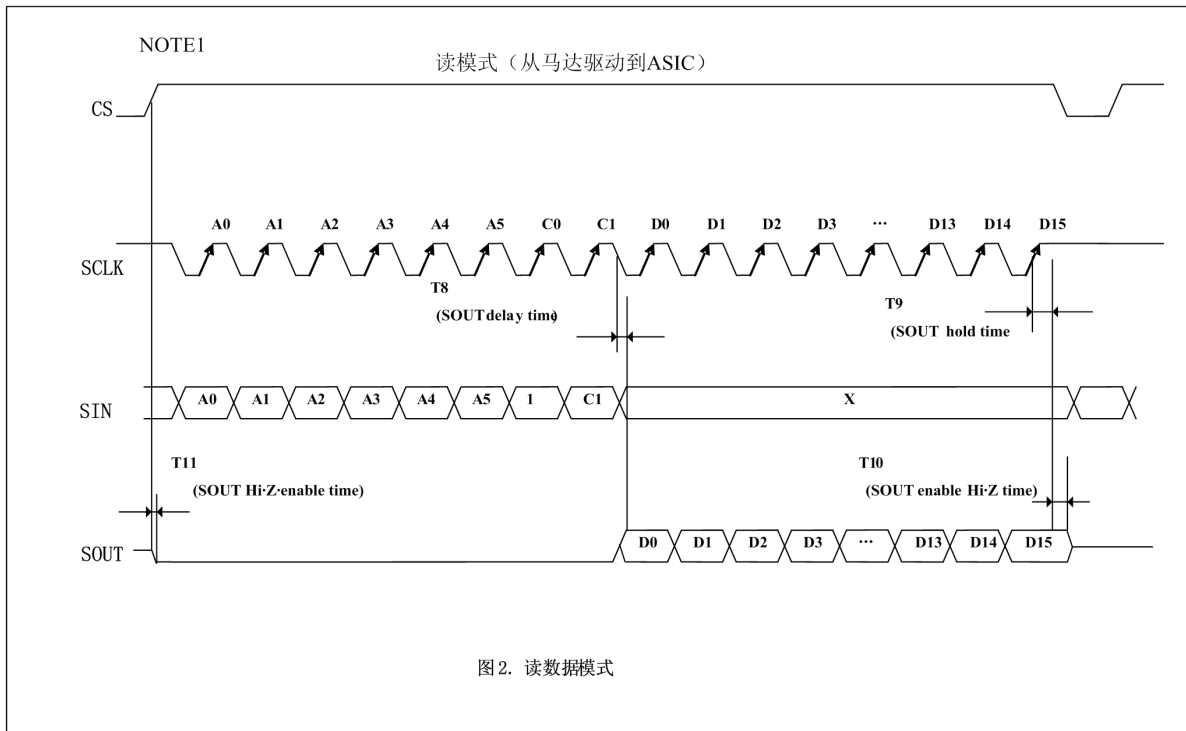 NOTE1
读模式（从马达驱动到ASIC）
CS
A0 A1 A2 A3 A4 A5 C0 C1 D0 D1 D2 D3 ··· D13 D14 D15
SCLK
T8
(SOUT delay time)
T9
(SOUT hold time
SIN
A0 A1 A2 A3 A4 A5 1 C1 X
T11
(SOUT Hi·Z·enable time)
T10
(SOUT enable Hi·Z time)
SOUT
D0 D1 D2 D3 ··· D13 D14 D15
图2. 读数据模式